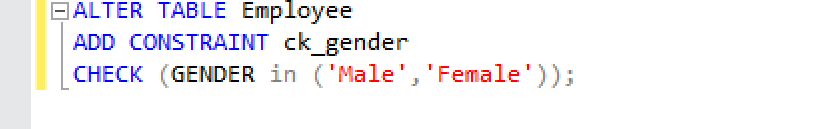 ALTER TABLE Employee
ADD CONSTRAINT ck_gender
CHECK (GENDER in ('Male','Female'));